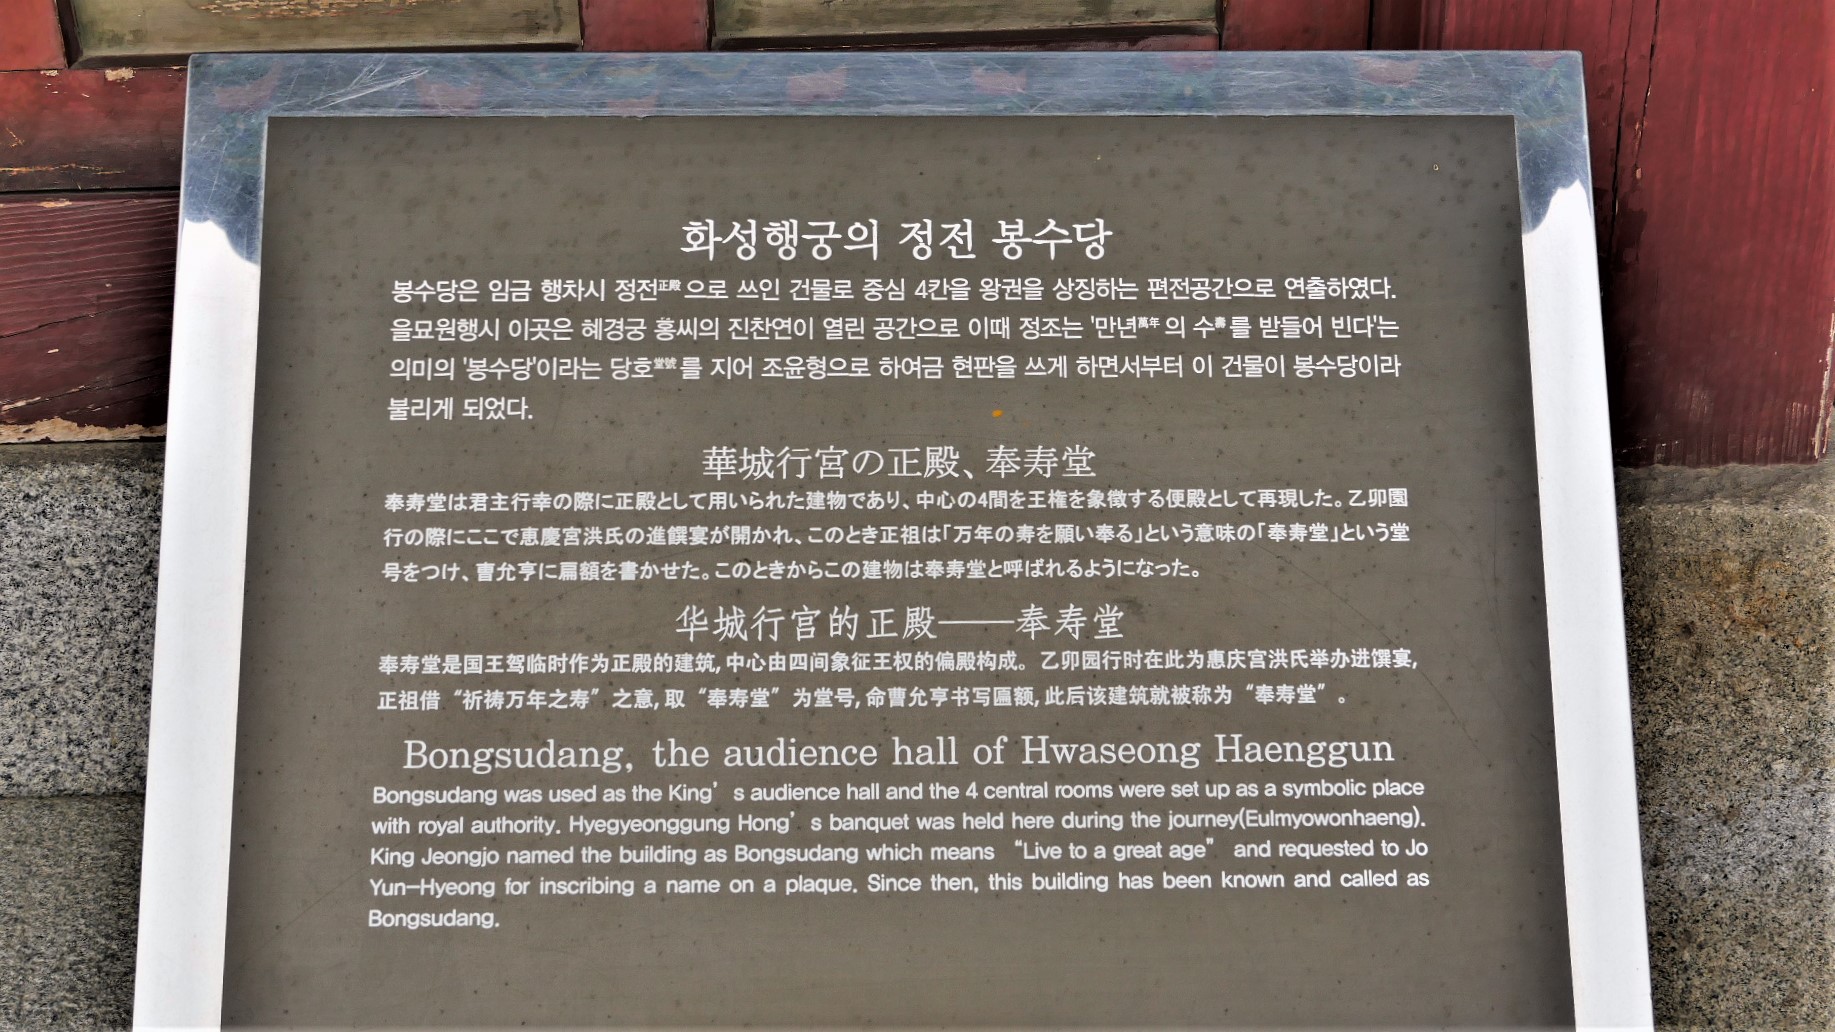 화성행궁의 정전 봉수당
봉수당은 임금 행차시 정전正殿으로 쓰인 건물로 중심 4칸을 왕권을 상징하는 편전공간으로 연출하였다.
을묘원행시 이곳은 혜경궁 홍씨의 진찬연이 열린 공간으로 이때 정조는 '만년萬年의 수壽를 받들어 빈다'는
의미의 '봉수당'이라는 당호堂號를 지어 조윤형으로 하여금 현판을 쓰게 하면서부터 이 건물이 봉수당이라
불리게 되었다.
華城行宮の正殿、奉寿堂
奉寿堂は君主行幸の際に正殿として用いられた建物であり、中心の4間を王権を象徴する便殿として再現した。乙卯園
行の際にここで恵慶宮洪氏の進饌宴が開かれ、このとき正祖は「万年の寿を願い奉る」という意味の「奉寿堂」という堂
号をつけ、曹允亨に扁額を書かせた。このときからこの建物は奉寿堂と呼ばれるようになった。
华城行宫的正殿——奉寿堂
奉寿堂是国王驾临时作为正殿的建筑,中心由四间象征王权的偏殿构成。乙卯园行时在此为惠庆宫洪氏举办进馔宴,
正祖借“祈祷万年之寿”之意,取“奉寿堂”为堂号,命曹允亨书写匾额,此后该建筑就被称为“奉寿堂”。
Bongsudang, the audience hall of Hwaseong Haenggun
Bongsudang was used as the King's audience hall and the 4 central rooms were set up as a symbolic place
with royal authority. Hyegyeonggung Hong's banquet was held here during the journey(Eulmyowonhaeng).
King Jeongjo named the building as Bongsudang which means “Live to a great age” and requested to Jo
Yun-Hyeong for inscribing a name on a plaque. Since then, this building has been known and called as
Bongsudang.